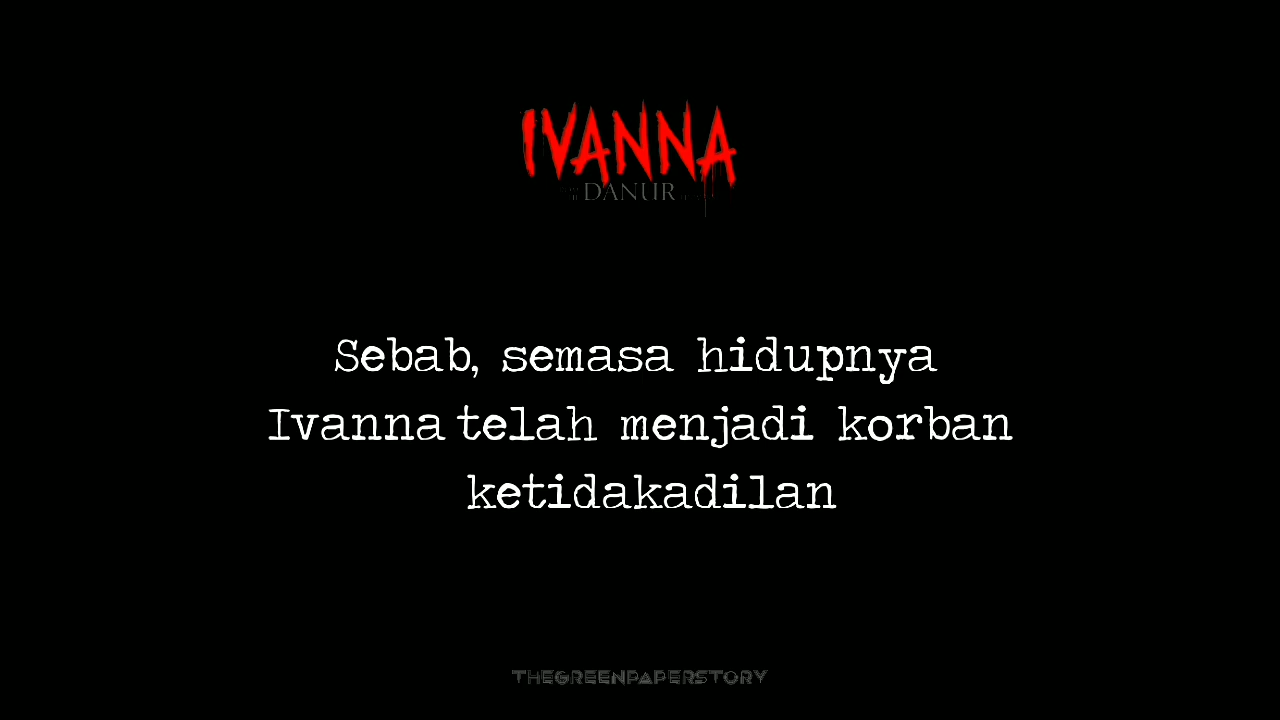 IVANNA
DANUR
Sebab, semasa hidupnya
Ivanna telah menjadi korban
ketidakadilan
THEGREENPAPERSTORY